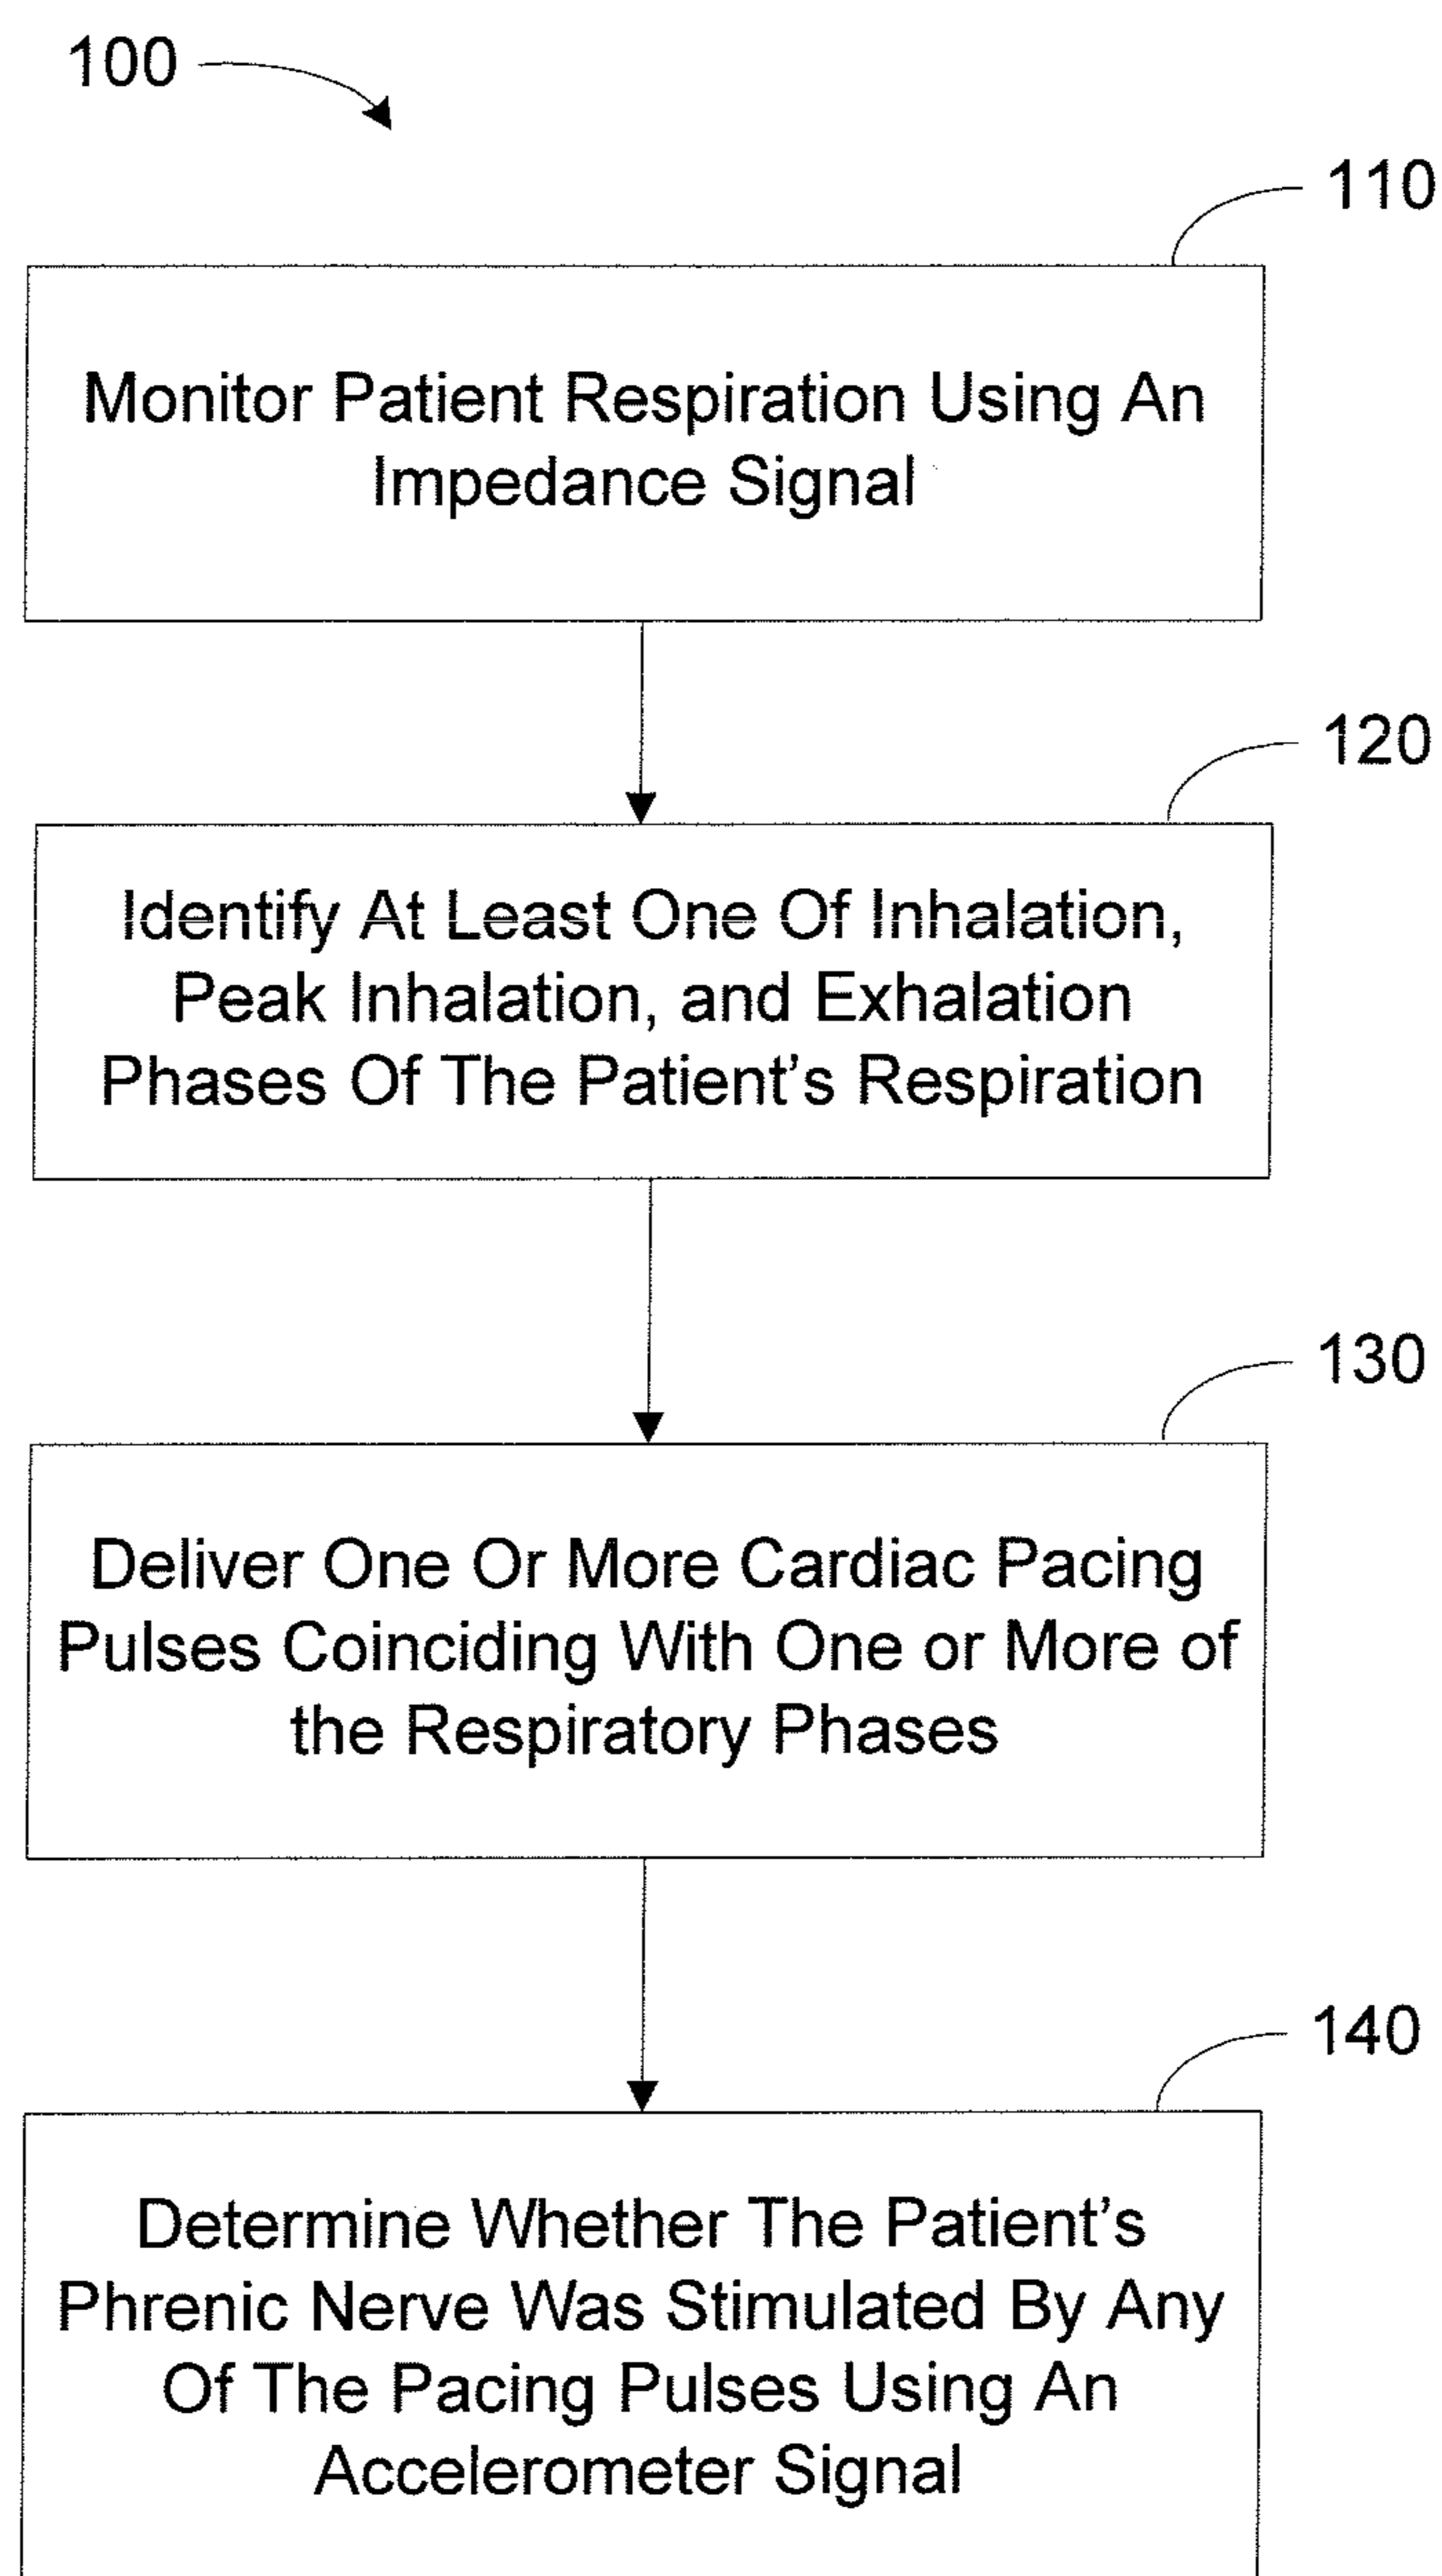 100
110
Monitor Patient Respiration Using An
Impedance Signal
120
Identify At Least One Of Inhalation,
Peak Inhalation, and Exhalation
Phases Of The Patient's Respiration
130
Deliver One Or More Cardiac Pacing
Pulses Coinciding With One or More of
the Respiratory Phases
140
Determine Whether The Patient's
Phrenic Nerve Was Stimulated By Any
Of The Pacing Pulses Using An
Accelerometer Signal